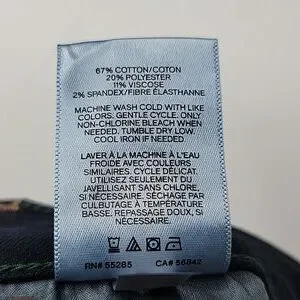 67% COTTON/COTON
20% POLYESTER
11% VISCOSE
2% SPANDEX/FIBRE ÉLASTHANNE
MACHINE WASH COLD WITH LIKE
COLORS. GENTLE CYCLE. ONLY
NON-CHLORINE BLEACH WHEN
NEEDED. TUMBLE DRY LOW.
COOL IRON IF NEEDED.
LAVER À LA MACHINE À L'EAU
FROIDE AVEC COULEURS
SIMILAIRES. CYCLE DÉLICAT.
UTILISEZ SEULEMENT DU
JAVELLISANT SANS CHLORE,
SI NÉCESSAIRE. SÉCHAGE PAR
CULBUTAGE À TEMPÉRATURE
BASSE. REPASSAGE DOUX, SI
NÉCESSAIRE.
RN# 55285 CA# 56842